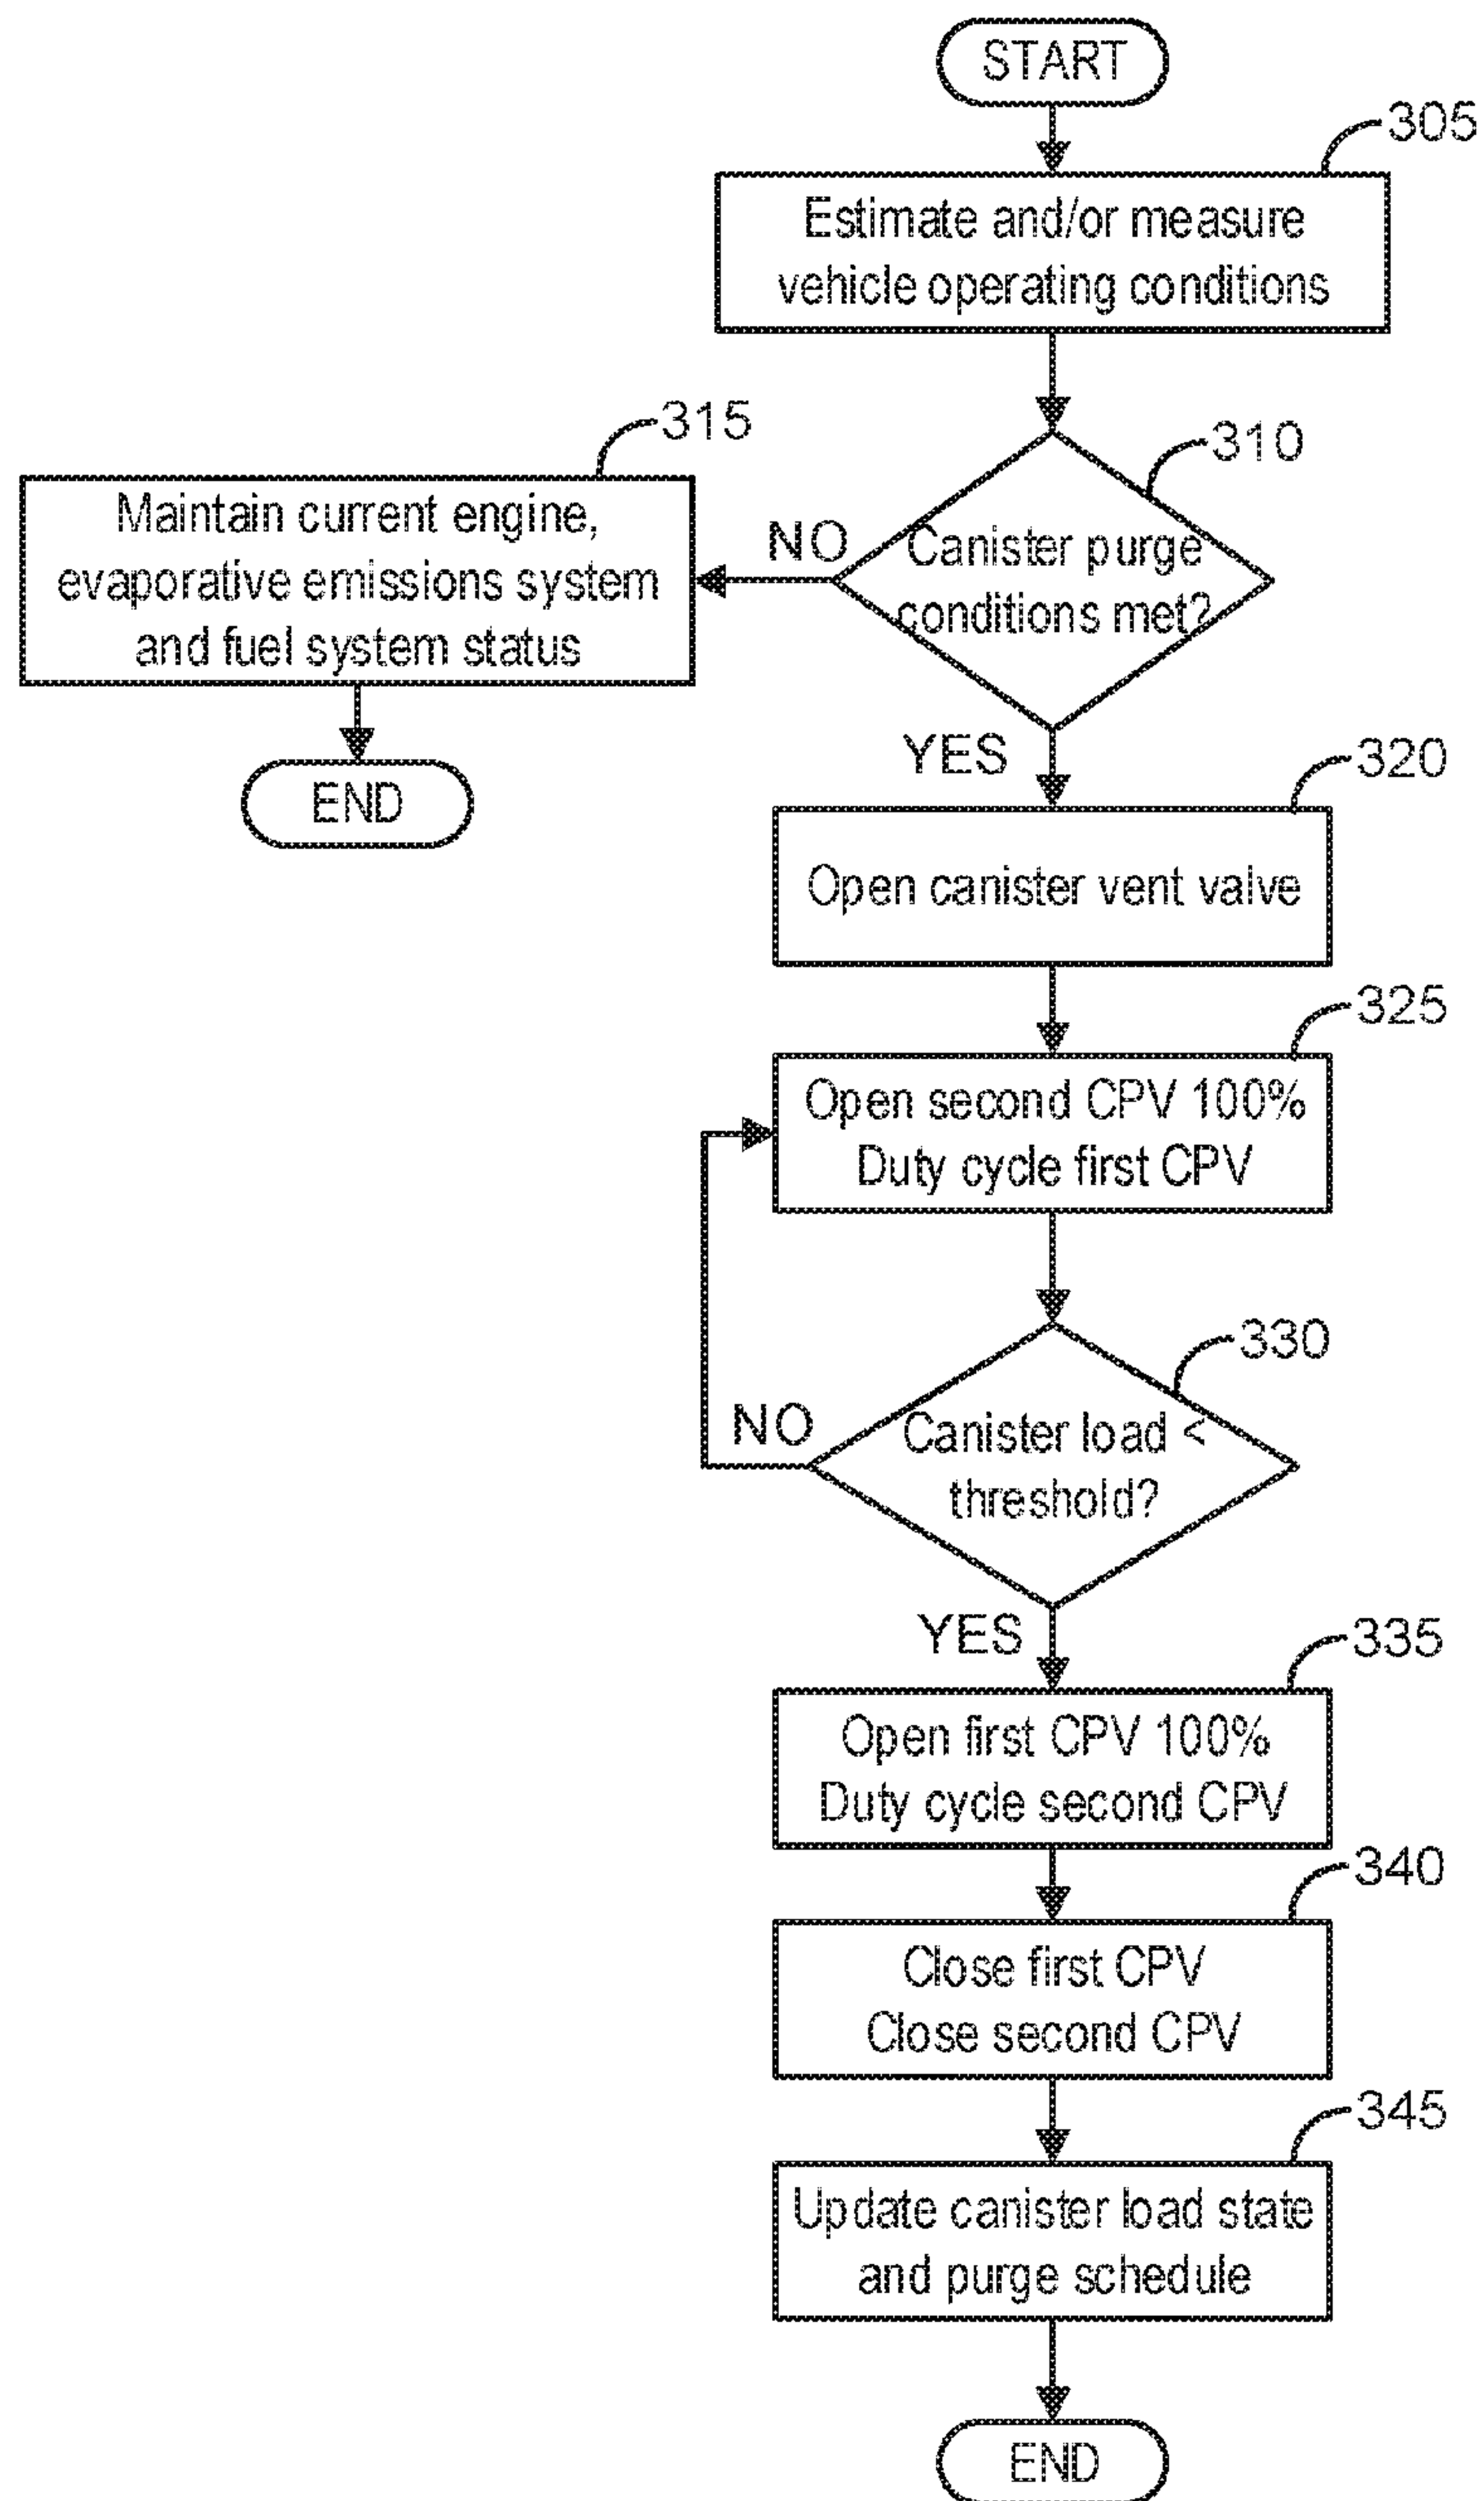 START
305
Estimate and/or measure
vehicle operating conditions
310
Canister purge
conditions met?
NO
315
Maintain current engine,
evaporative emissions system
and fuel system status
END
YES
320
Open canister vent valve
325
Open second CPV 100%
Duty cycle first CPV
330
Canister load <
threshold?
NO
YES
335
Open first CPV 100%
Duty cycle second CPV
340
Close first CPV
Close second CPV
345
Update canister load state
and purge schedule
END